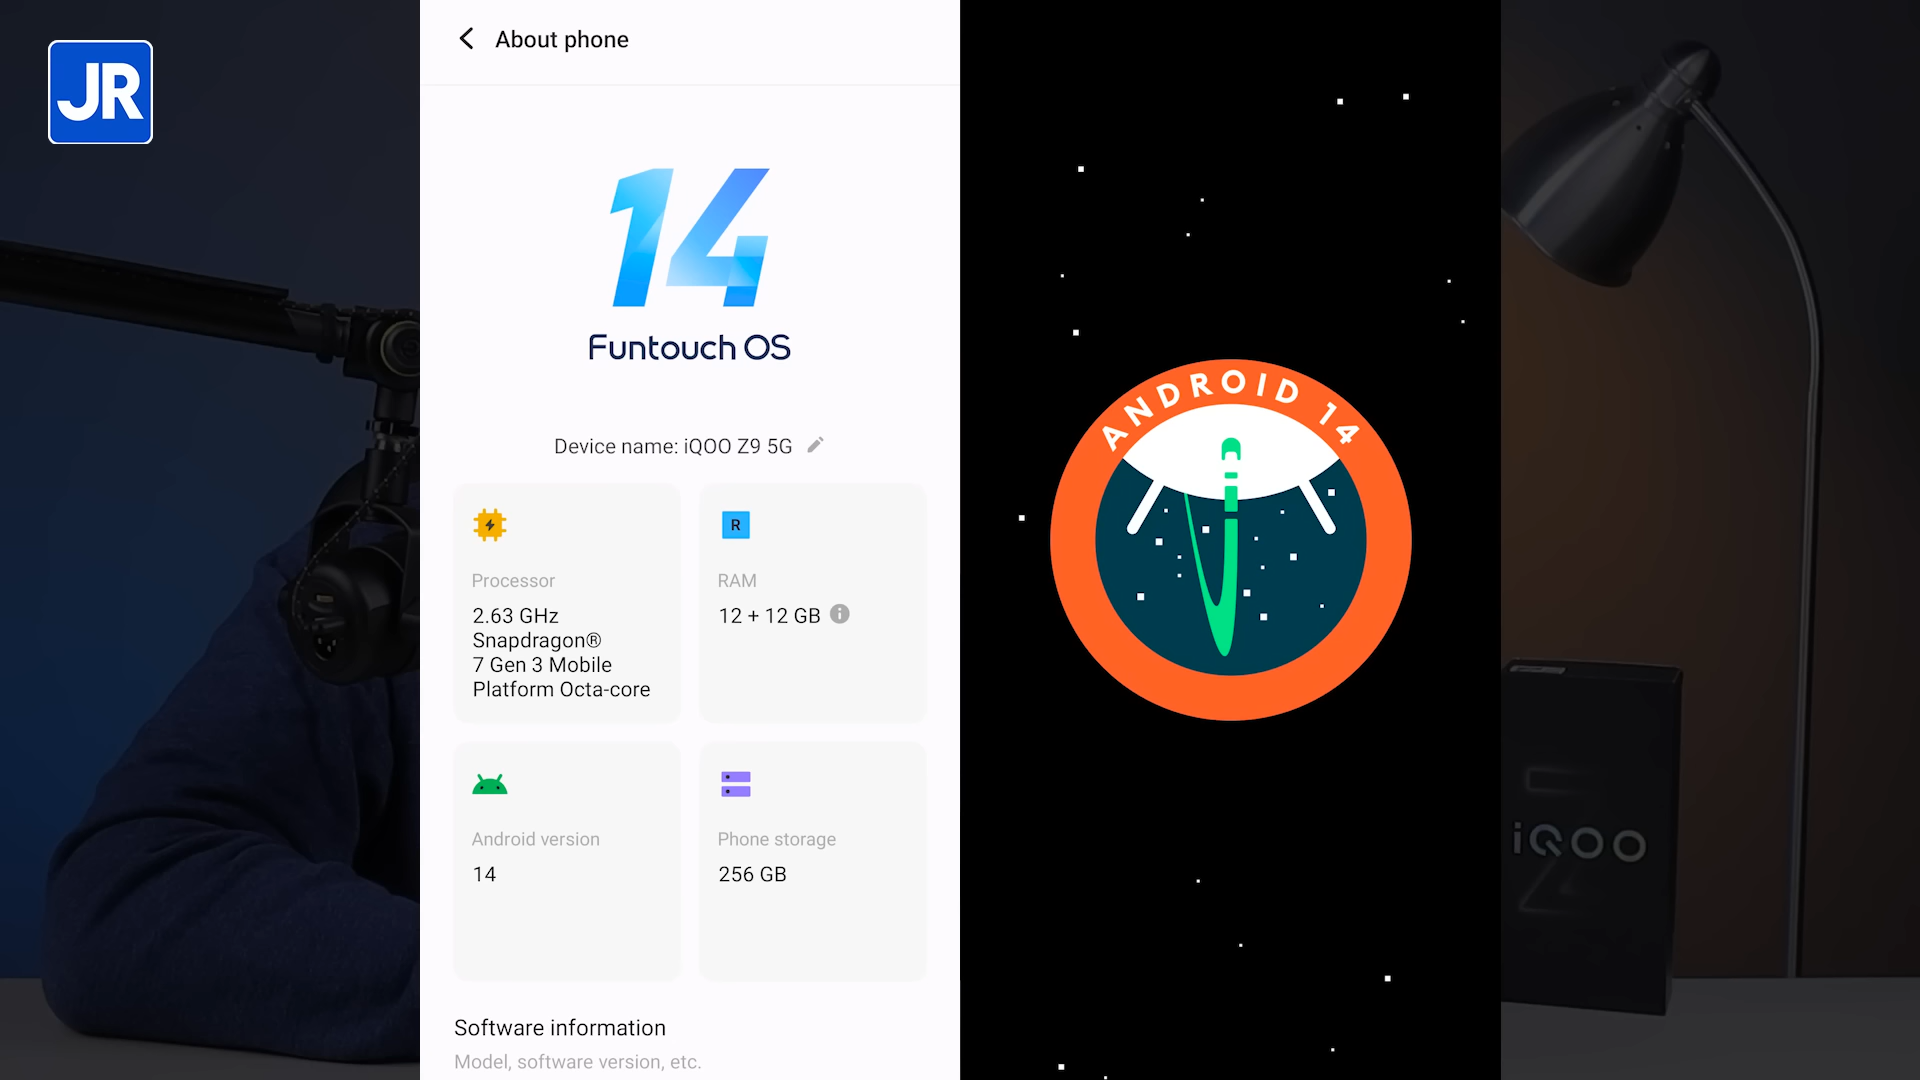 JR
About phone
14
Funtouch OS
Device name: iQOO Z9 5G
Processor
2.63 GHz
Snapdragon®
7 Gen 3 Mobile
Platform Octa-core
R
RAM
12 + 12 GB
Android version
14
Phone storage
256 GB
Software information
Model, software version, etc.
ANDROID 14
iQOO
Z